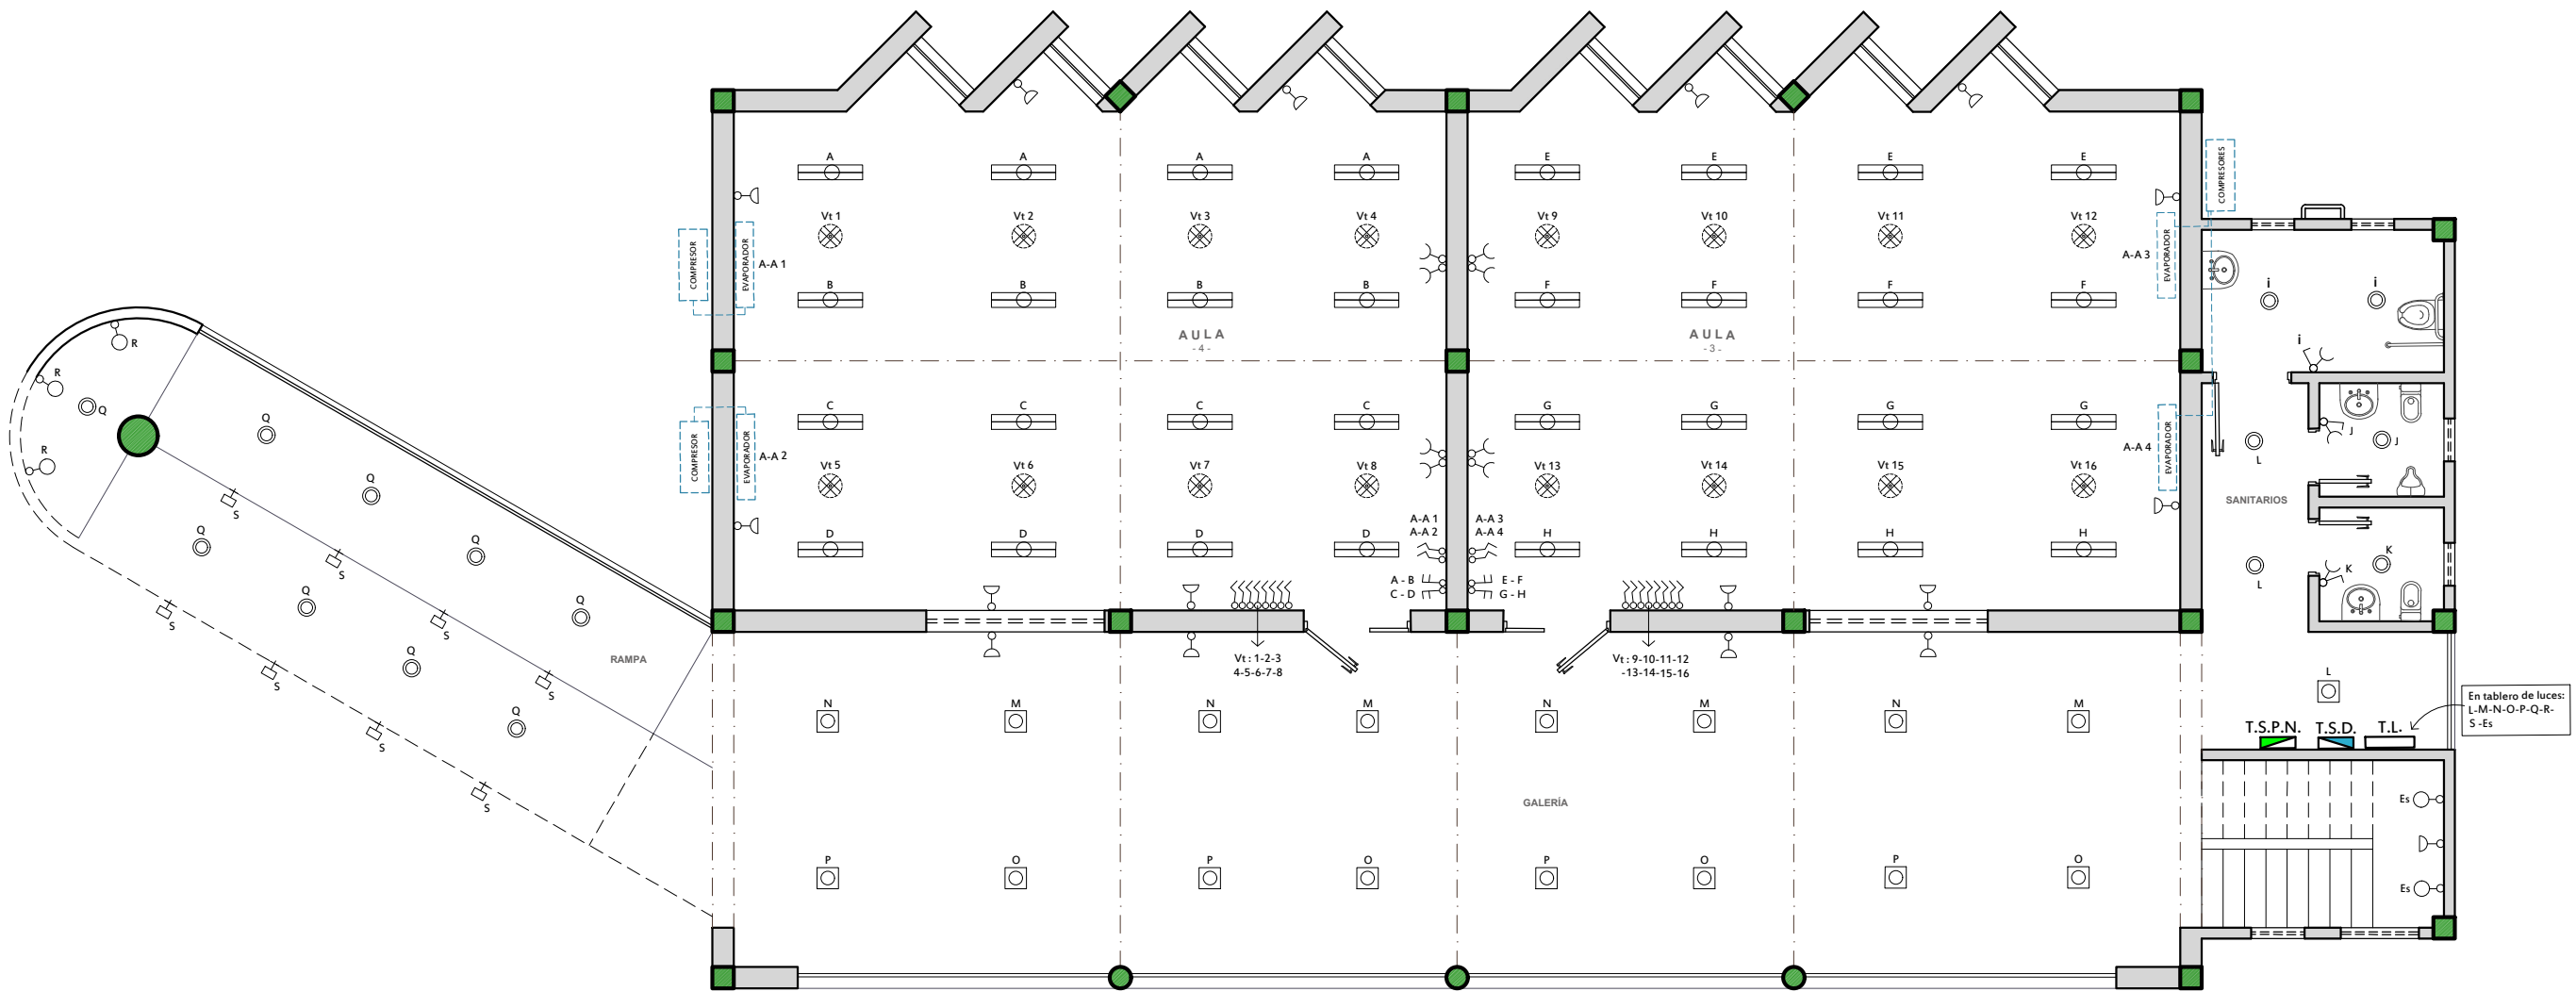 A A A A E E E E
COMPRESORES
Vt 1 Vt 2 Vt 3 Vt 4 Vt 9 Vt 10 Vt 11 Vt 12
COMPRESOR
EVAPORADOR
A-A 1
A-A 3
EVAPORADOR
B B B B F F F F
i i
AULA
-4-
AULA
-3-
i
R
R
Q
Q
R
Q
S
Q
S
Q
Q
S
S
Q
Q
S
S
Q
S
S
Q
S
S
RAMPA
C C C C G G G G
J
J
L
COMPRESOR
EVAPORADOR
A-A 2
A-A 4
EVAPORADOR
Vt 5 Vt 6 Vt 7 Vt 8 Vt 13 Vt 14 Vt 15 Vt 16
SANITARIOS
A-A 1
A-A 2
A-A 3
A-A 4
D D D D H H H H
K
K
L
A - B
C - D
E - F
G - H
Vt : 1-2-3
4-5-6-7-8
Vt : 9-10-11-12
-13-14-15-16
L
N M N M N M N M
En tablero de luces:
L-M-N-O-P-Q-R-
S -Es
T.S.P.N. T.S.D. T.L.
GALERÍA
Es
P O P O P O P O
Es